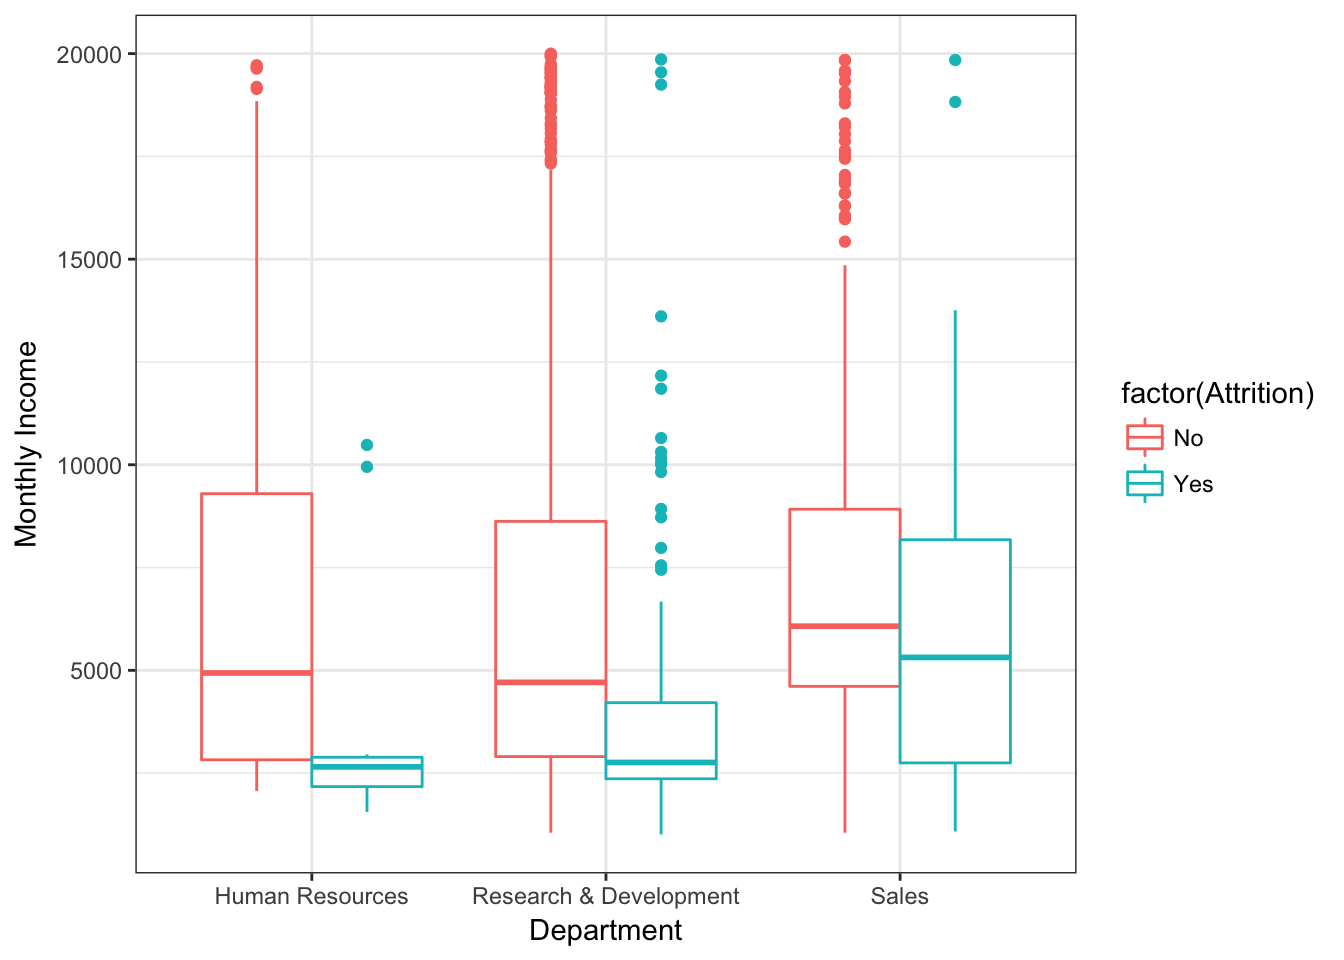 20000
15000
10000
5000
Monthly Income
Human Resources
Research & Development
Sales
Department
factor(Attrition)
No
Yes